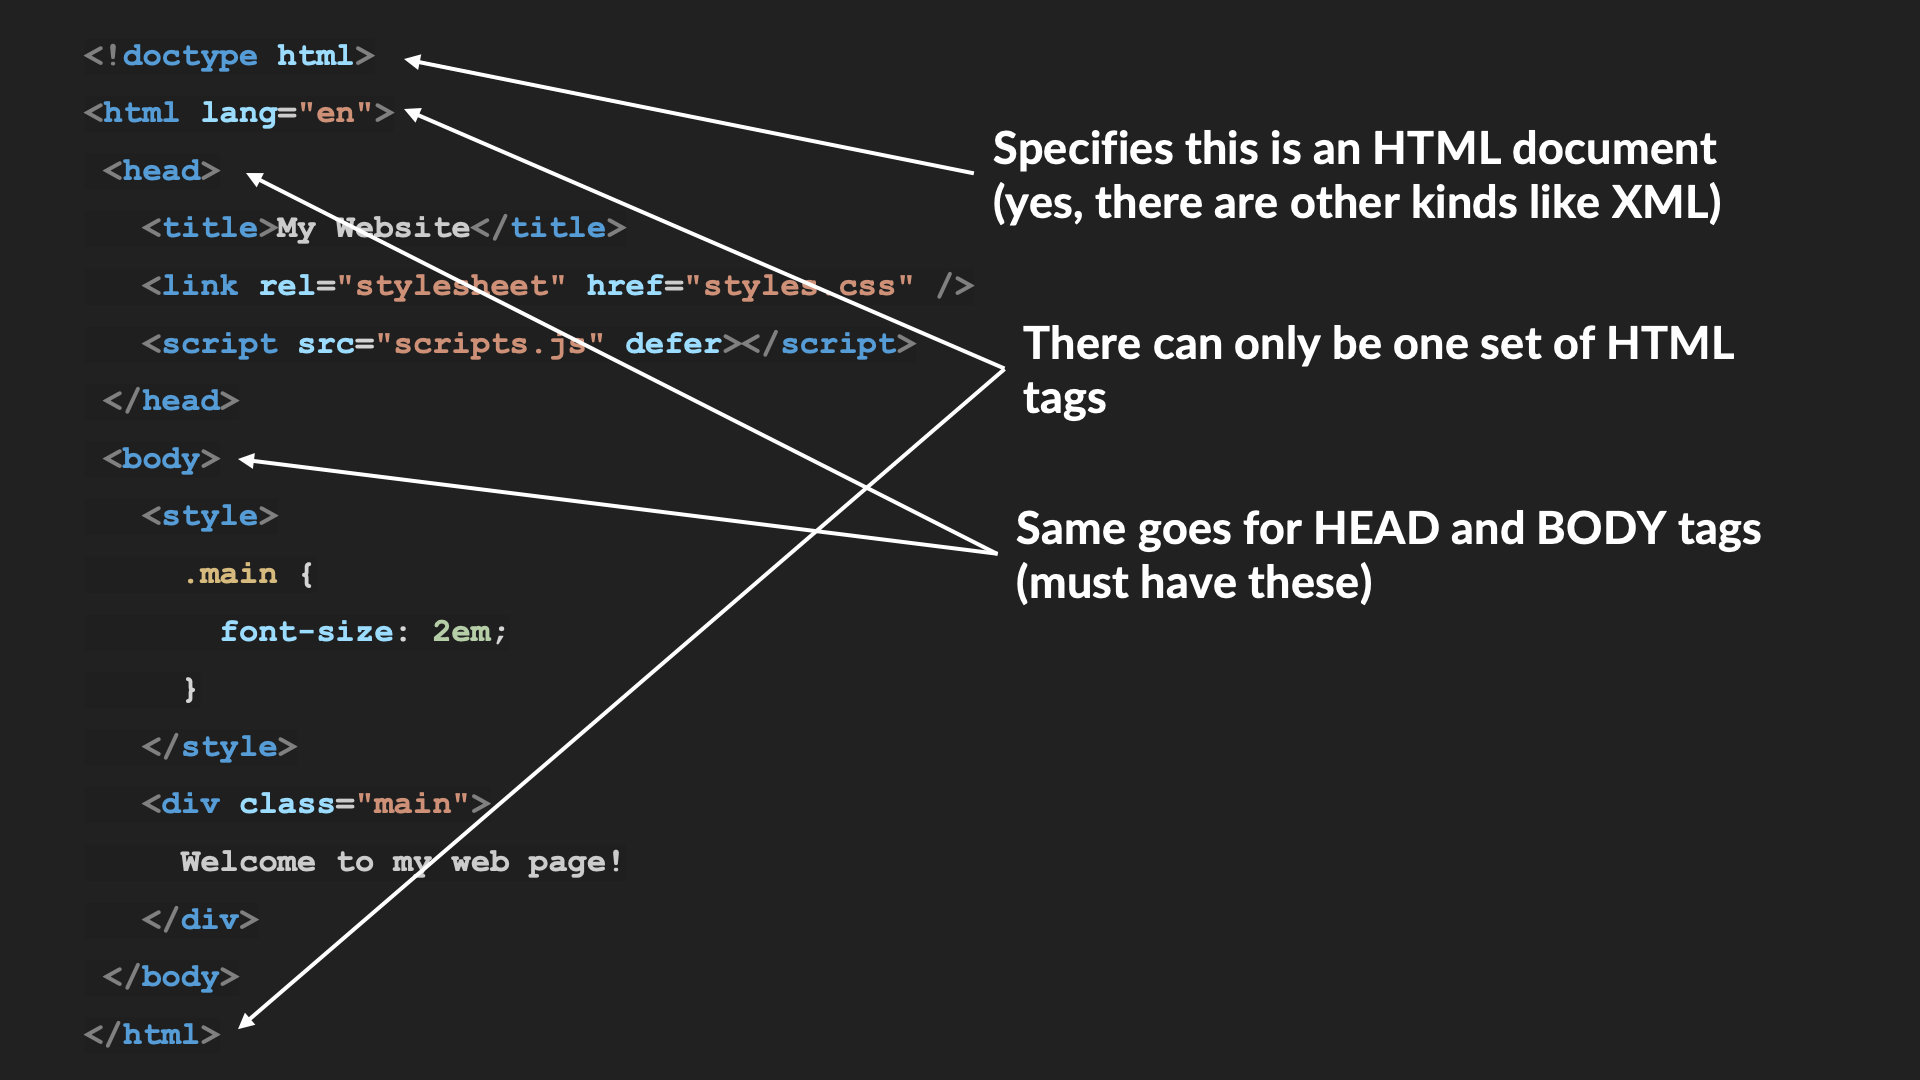 <!doctype html>
<html lang="en">
<head>
<title>My Website</title>
<link rel="stylesheet" href="styles.css" />
<script src="scripts.js" defer></script>
</head>
<body>
<style>
.main {
font-size: 2em;
}
</style>
<div class="main">
Welcome to my web page!
</div>
</body>
</html>
Specifies this is an HTML document
(yes, there are other kinds like XML)
There can only be one set of HTML
tags
Same goes for HEAD and BODY tags
(must have these)